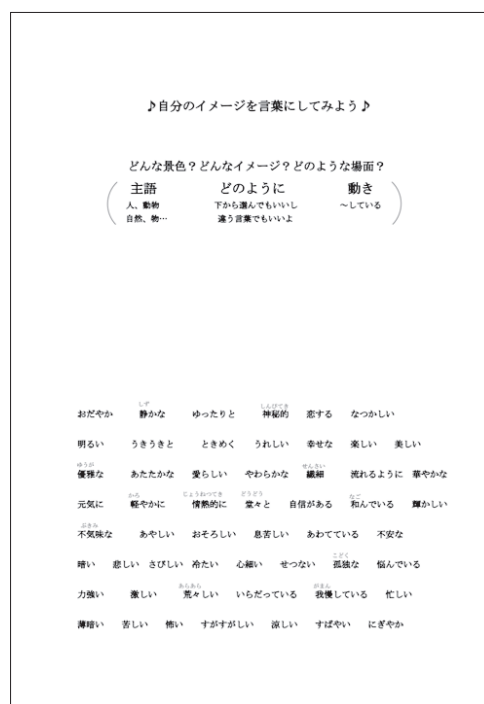 ♪自分のイメージを言葉にしてみよう♪
どんな景色？どんなイメージ？どのような場面？
主語 どのように 動き
人、動物 下から選んでもいいし 〜している
自然、物… 違う言葉でもいいよ
おだやか 静かな ゆったりと 神秘的 恋する なつかしい
明るい うきうきと ときめく うれしい 幸せな 楽しい 美しい
優雅な あたたかな 愛らしい やわらかな 繊細 流れるように 華やかな
元気に 軽やかに 情熱的に 堂々と 自信がある 和んでいる 輝かしい
不気味な あやしい おそろしい 息苦しい あわてている 不安な
暗い 悲しい さびしい 冷たい 心細い せつない 孤独な 悩んでいる
力強い 激しい 荒々しい いらだっている 我慢している 忙しい
薄暗い 苦しい 怖い すがすがしい 涼しい すばやい にぎやか